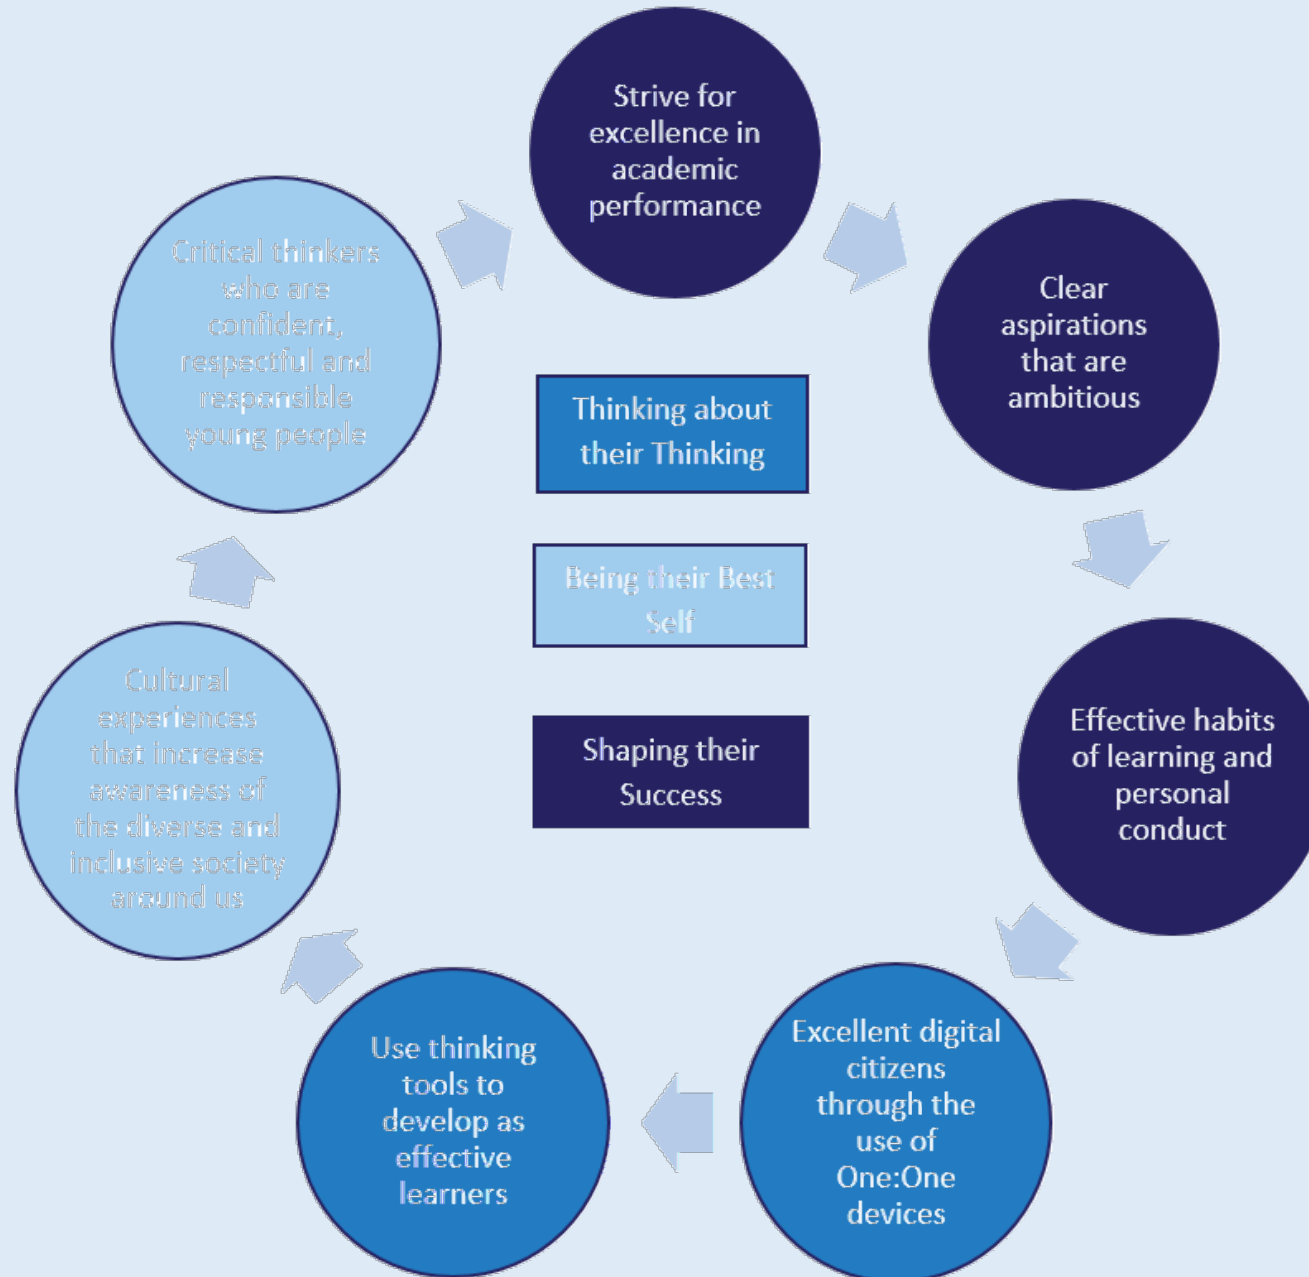 Strive for
excellence in
academic
performance
Clear
aspirations
that are
ambitious
Effective habits
of learning and
personal
conduct
Excellent digital
citizens
through the
use of
One:One
devices
Use thinking
tools to
develop as
effective
learners
Cultural
experiences
that increase
awareness of
the diverse and
inclusive society
around us
Critical thinkers
who are
confident,
respectful and
responsible
young people
Thinking about
their Thinking
Being their Best
Self
Shaping their
Success